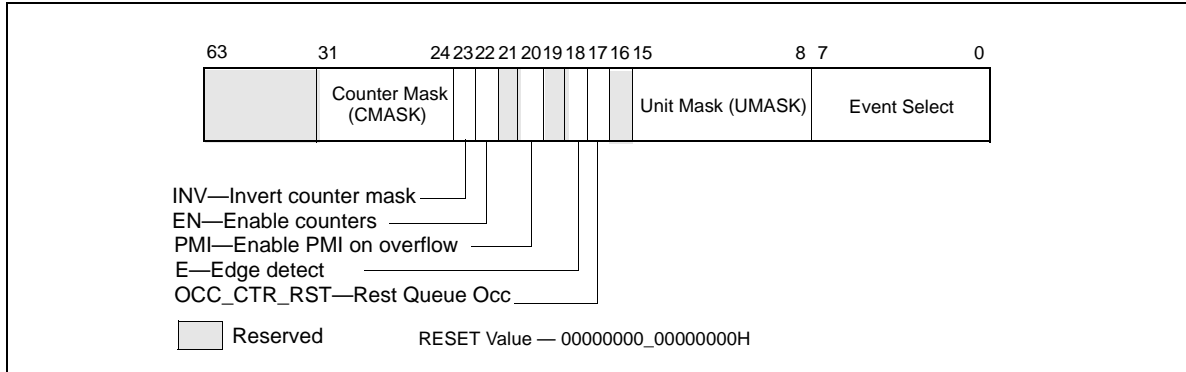 63 31 24 23 22 21 20 19 18 17 16 15 8 7 0
Counter Mask
(CMASK)
Unit Mask (UMASK)
Event Select
INV—Invert counter mask
EN—Enable counters
PMI—Enable PMI on overflow
E—Edge detect
OCC_CTR_RST—Rest Queue Occ
Reserved
RESET Value — 00000000_00000000H